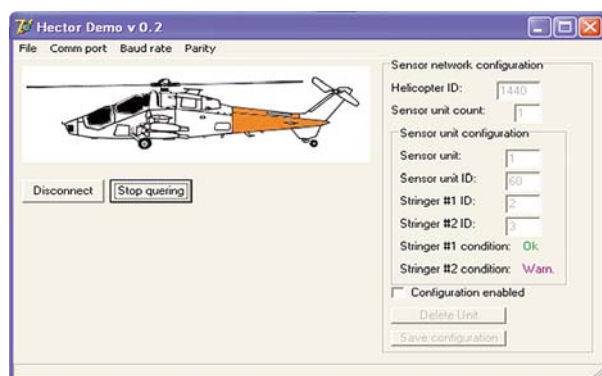 Hector Demo v 0.2
File Comm port Baud rate Parity
Disconnect Stop quering
Sensor network configuration
Helicopter ID: 1440
Sensor unit count: 1
Sensor unit configuration
Sensor unit: 1
Sensor unit ID: 60
Stringer #1 ID: 2
Stringer #2 ID: 3
Stringer #1 condition: Ok
Stringer #2 condition: Warn.
Configuration enabled
Delete Unit
Save configuration